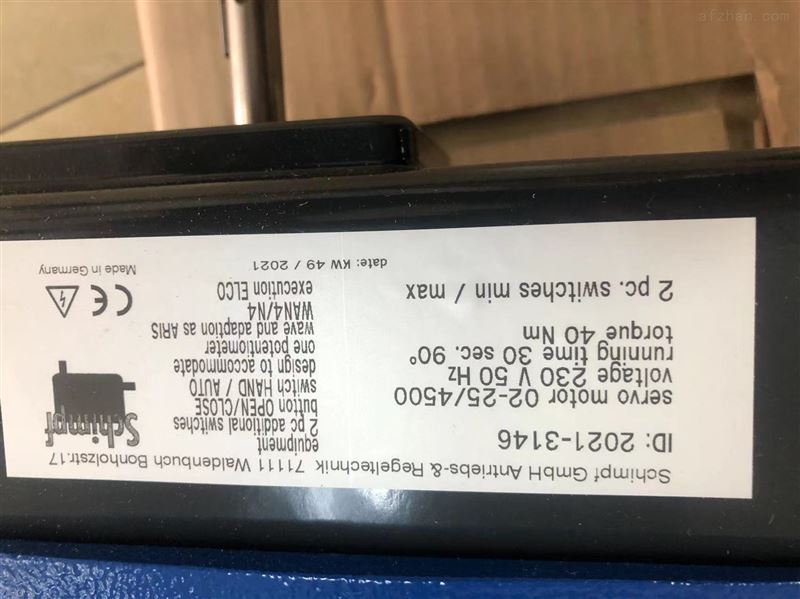 Schimpf GmbH Antriebs-& Regeltechnik 71111 Waldenbuch Bonholzstr.17
ID: 2021-3146
servo motor 02-25/4500
voltage 230 V 50 Hz
running time 30 sec. 90°
torque 40 Nm
2 pc. switches min / max
date: KW 49 / 2021
equipment
2 pc additional switches
button OPEN/CLOSE
switch HAND / AUTO
design to accommodate
one potentiometer
wave and adaption as ARIS
WAN4/N4
execution ELCO
Schimpf
CE
Made in Germany
afzhan.com